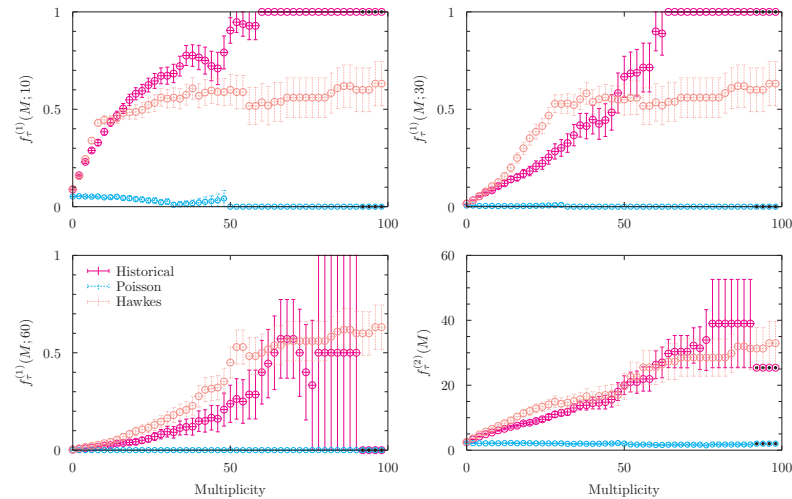 1
0.5
0
0 50 100
f_τ^(1)(M; 10)
1
0.5
0
0 50 100
f_τ^(1)(M; 30)
1
0.5
0
0 50 100
f_τ^(1)(M; 60)
Historical
Poisson
Hawkes
Multiplicity
60
40
20
0
0 50 100
f_τ^(2)(M)
Multiplicity